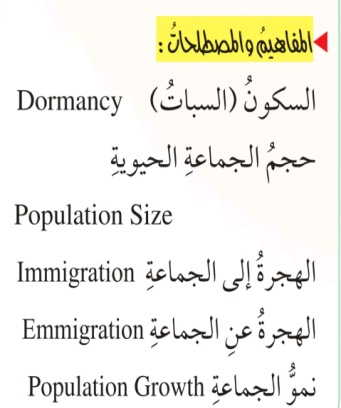 المفاهيمُ والمصطلحاتُ :
السكونُ (السباتُ) Dormancy
حجمُ الجماعةِ الحيويةِ
Population Size
الهجرةُ إلى الجماعةِ Immigration
الهجرةُ عنِ الجماعةِ Emmigration
نموُّ الجماعةِ Population Growth